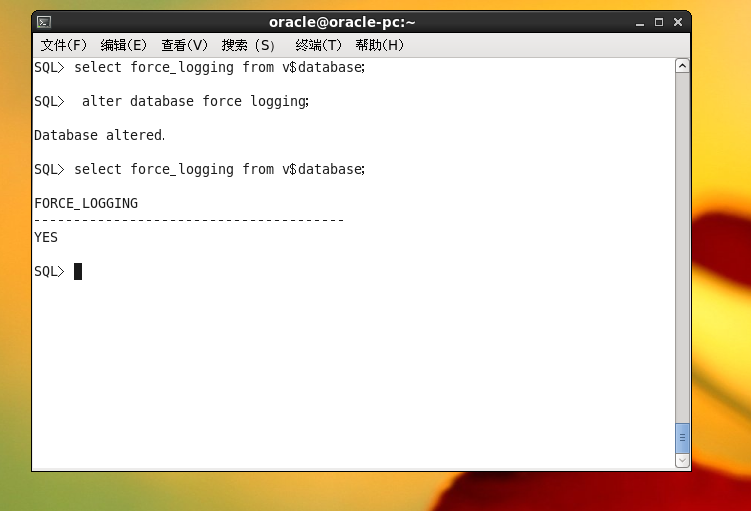 oracle@oracle-pc:~
文件(F) 编辑(E) 查看(V) 搜索 (S) 终端(T) 帮助(H)
SQL> select force_logging from v$database;
SQL>  alter database force logging;
Database altered.
SQL> select force_logging from v$database;
FORCE_LOGGING
---------------------------------------
YES
SQL>